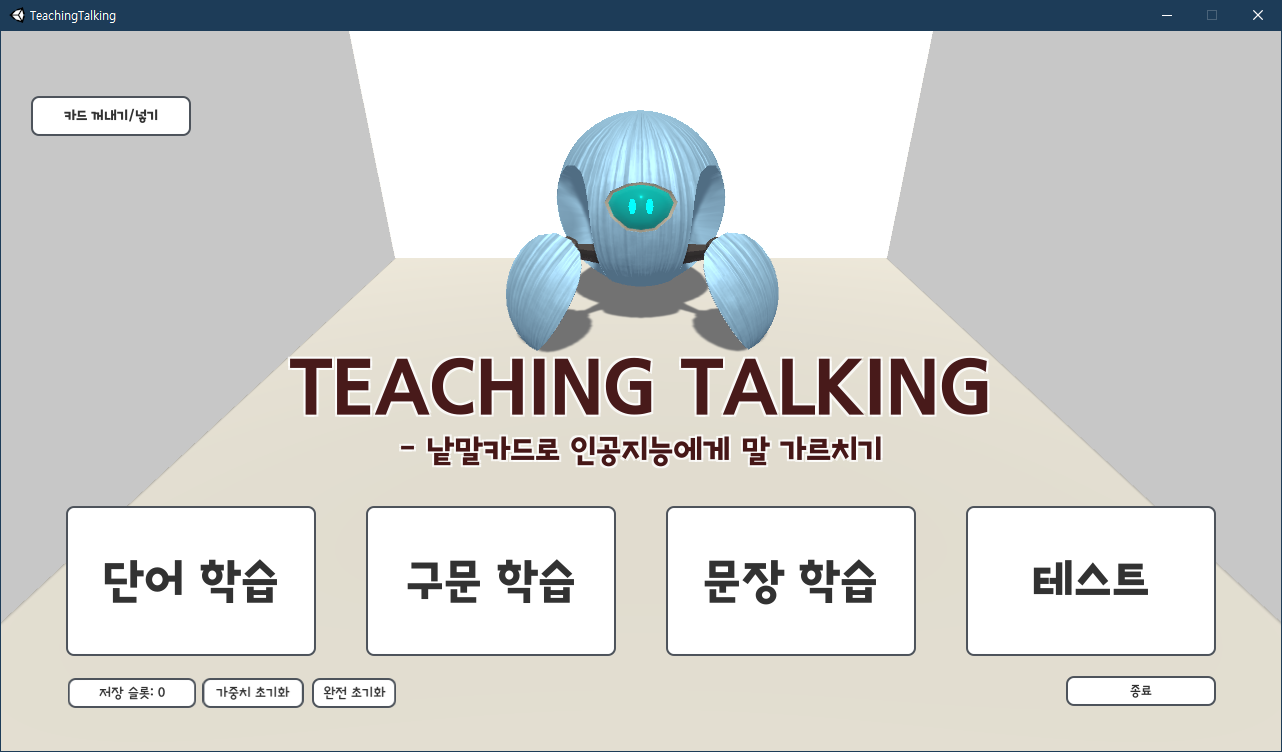 TeachingTalking
카드 꺼내기/넣기
TEACHING TALKING
- 낱말카드로 인공지능에게 말 가르치기
단어 학습
구문 학습
문장 학습
테스트
저장 슬롯: 0
가중치 초기화
완전 초기화
종료